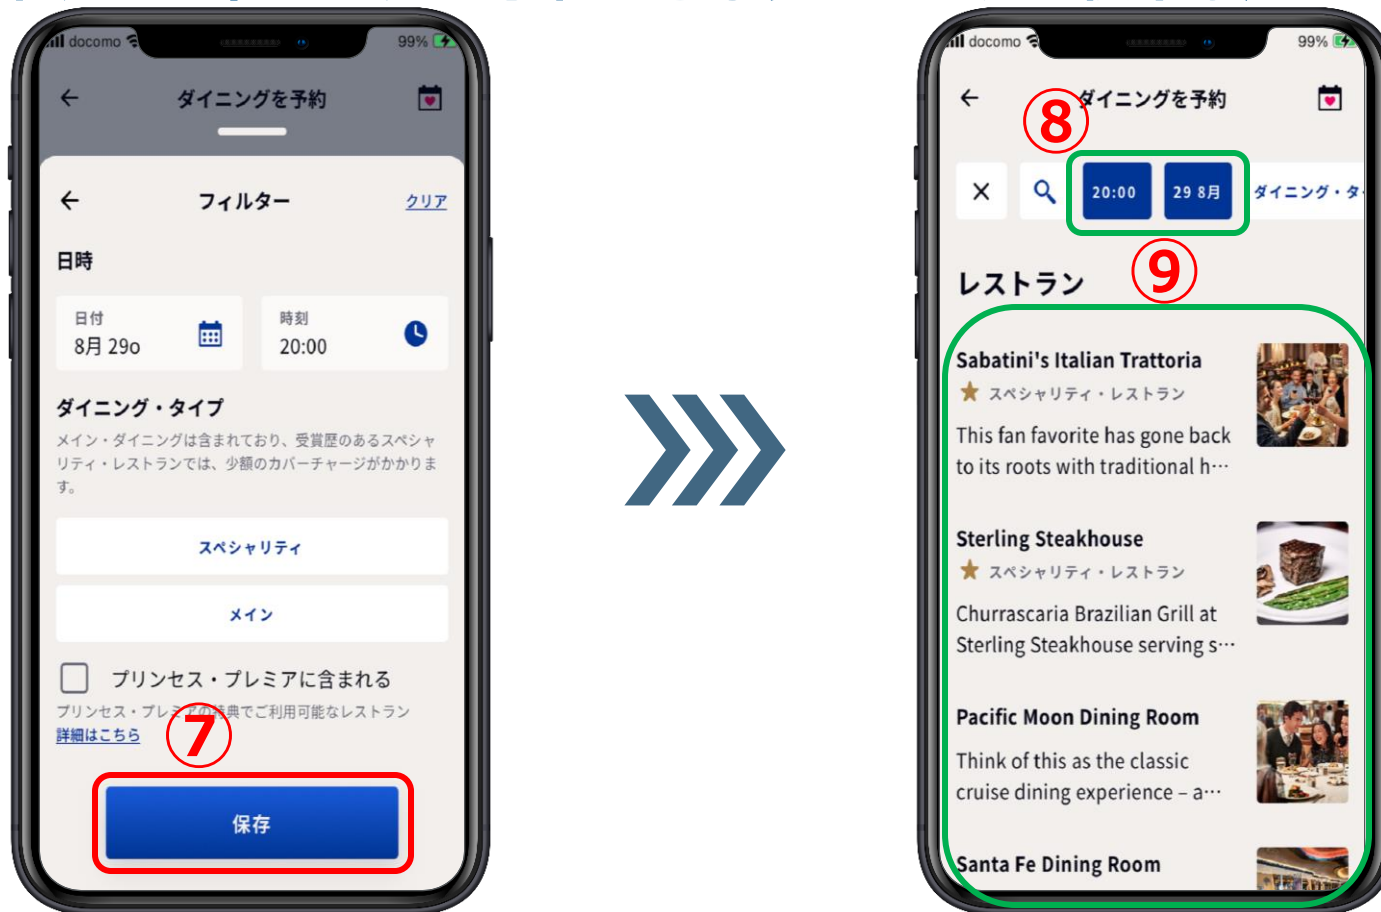 docomo 99%
ダイニングを予約
フィルター
クリア
日時
日付
8月 29o
時刻
20:00
ダイニング・タイプ
メイン・ダイニングは含まれており、受賞歴のあるスペシャ
リティ・レストランでは、少額のカバーチャージがかかりま
す。
スペシャリティ
メイン
プリンセス・プレミアに含まれる
プリンセス・プレミアの特典でご利用可能なレストラン
詳細はこちら
⑦
保存
docomo 99%
ダイニングを予約
⑧
20:00
29 8月
ダイニング・タ
⑨
レストラン
Sabatini's Italian Trattoria
スペシャリティ・レストラン
This fan favorite has gone back
to its roots with traditional h…
Sterling Steakhouse
スペシャリティ・レストラン
Churrascaria Brazilian Grill at
Sterling Steakhouse serving s…
Pacific Moon Dining Room
Think of this as the classic
cruise dining experience – a…
Santa Fe Dining Room